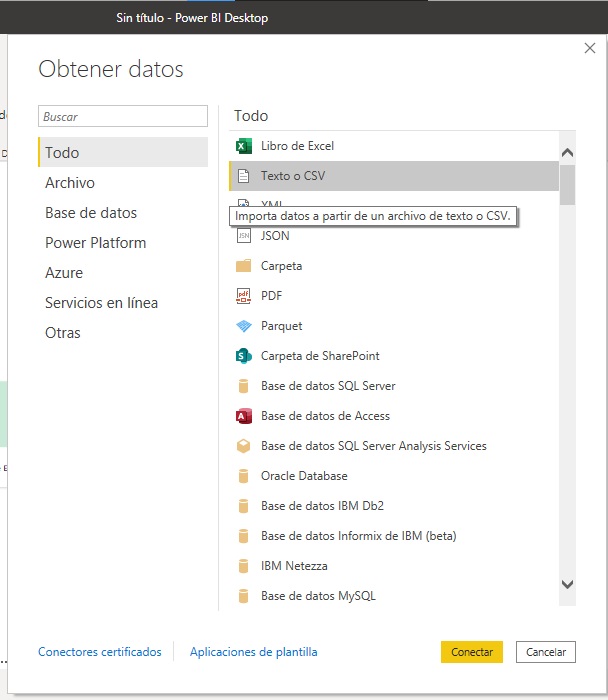 Sin título - Power BI Desktop
Obtener datos
Buscar
Todo
Archivo
Base de datos
Power Platform
Azure
Servicios en línea
Otras
Todo
Libro de Excel
Texto o CSV
XML
Importa datos a partir de un archivo de texto o CSV.
JSON
Carpeta
PDF
Parquet
Carpeta de SharePoint
Base de datos SQL Server
Base de datos de Access
Base de datos SQL Server Analysis Services
Oracle Database
Base de datos IBM Db2
Base de datos Informix de IBM (beta)
IBM Netezza
Base de datos MySQL
Conectores certificados
Aplicaciones de plantilla
Conectar
Cancelar